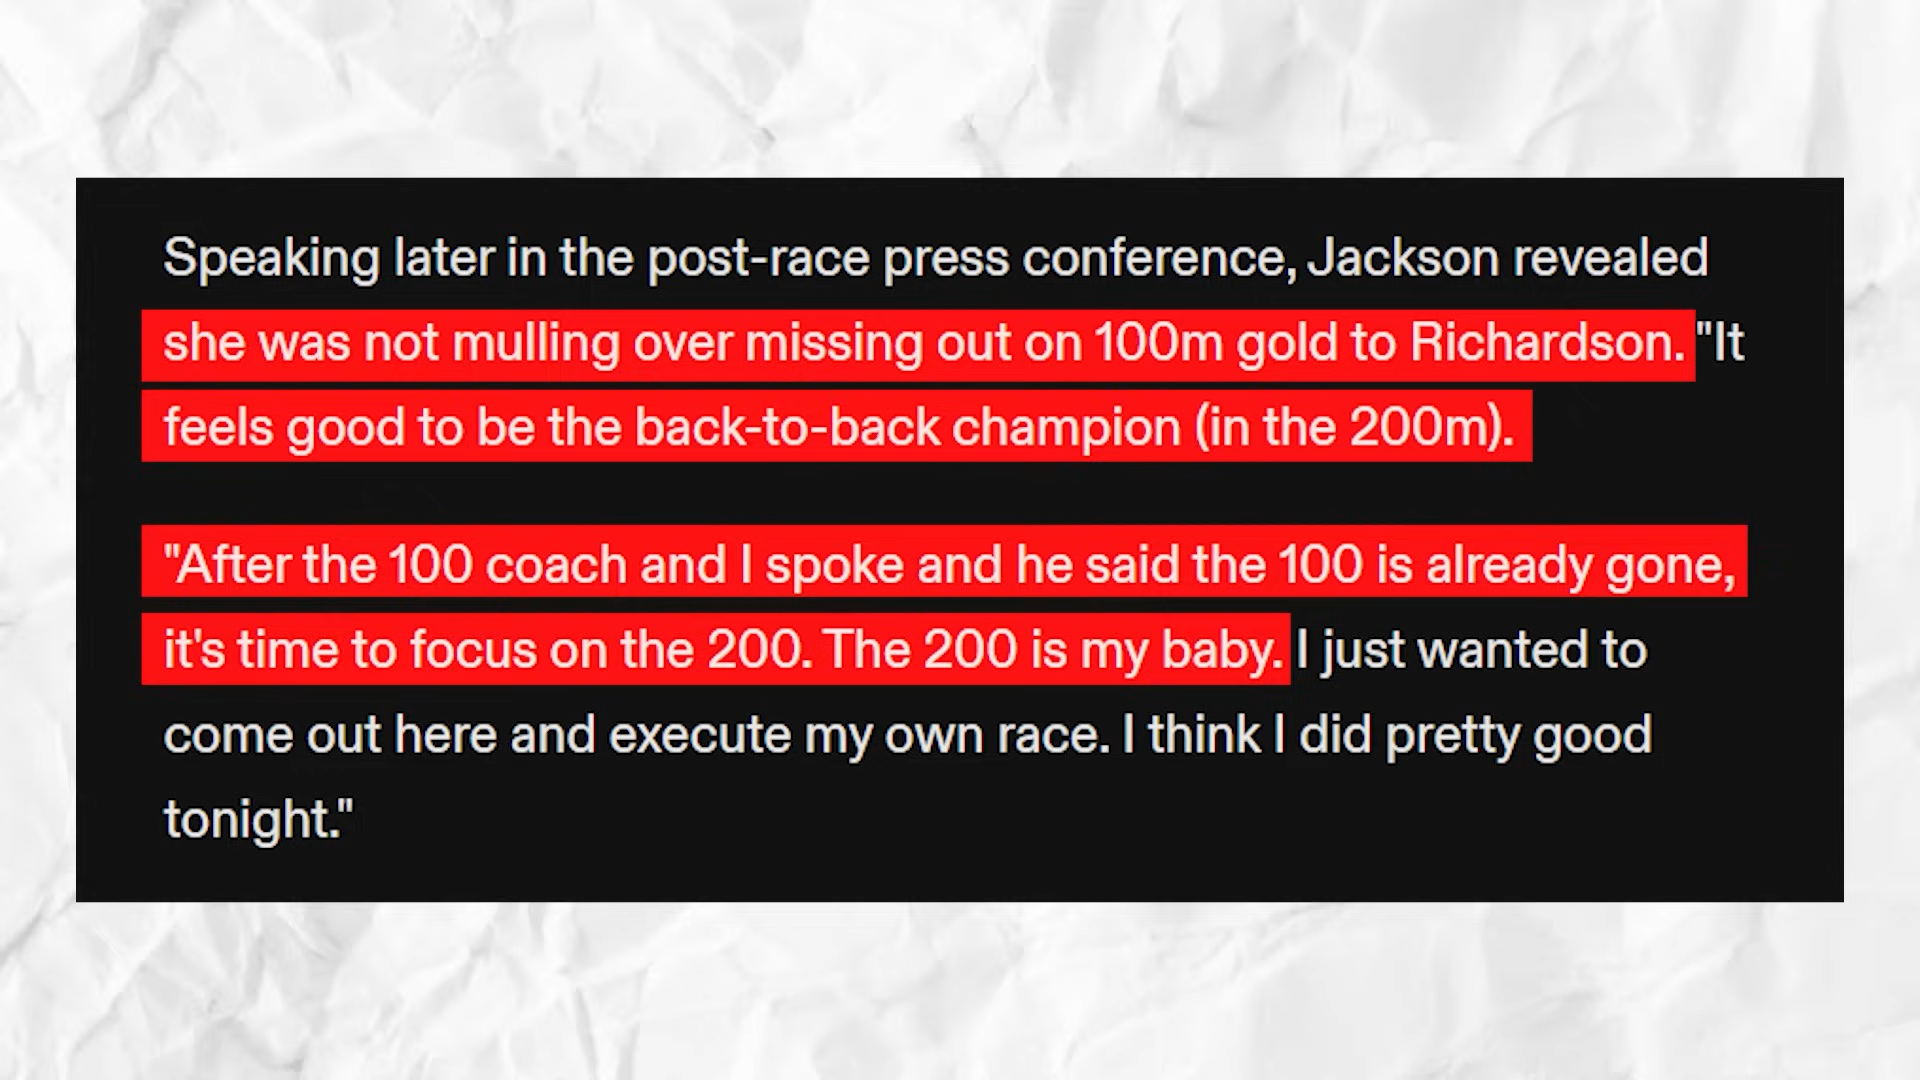 Speaking later in the post-race press conference, Jackson revealed
she was not mulling over missing out on 100m gold to Richardson. "It
feels good to be the back-to-back champion (in the 200m).
"After the 100 coach and I spoke and he said the 100 is already gone,
it's time to focus on the 200. The 200 is my baby. I just wanted to
come out here and execute my own race. I think I did pretty good
tonight."